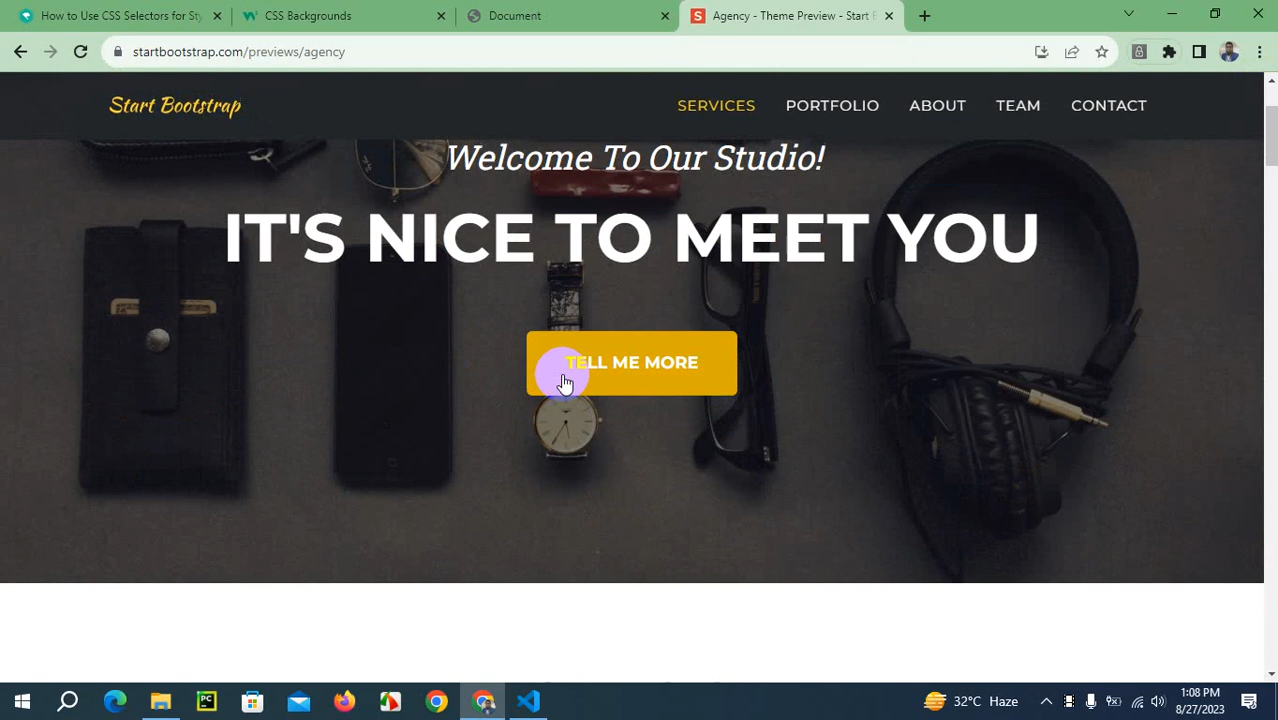 How to Use CSS Selectors for Sty
CSS Backgrounds
Document
Agency - Theme Preview - Start B
startbootstrap.com/previews/agency
Start Bootstrap
SERVICES PORTFOLIO ABOUT TEAM CONTACT
Welcome To Our Studio!
IT'S NICE TO MEET YOU
TELL ME MORE
32°C Haze
1:08 PM
8/27/2023